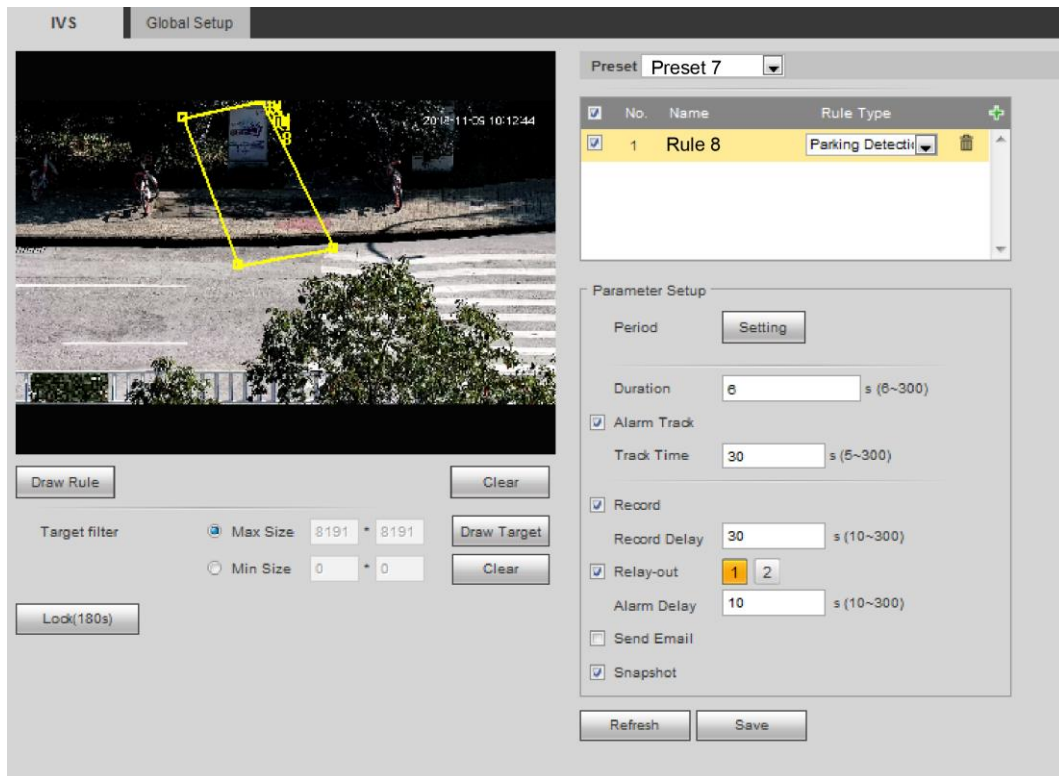 IVS Global Setup
Preset Preset 7
No. Name Rule Type
1 Rule 8 Parking Detecti
10:12:44
Parameter Setup
Period Setting
Duration 6 s (6~300)
Alarm Track
Track Time 30 s (5~300)
Draw Rule Clear
Record
Target filter Max Size 8191 * 8191 Draw Target
Record Delay 30 s (10~300)
Min Size 0 * 0 Clear
Relay-out 1 2
Alarm Delay 10 s (10~300)
Lock(180s)
Send Email
Snapshot
Refresh Save